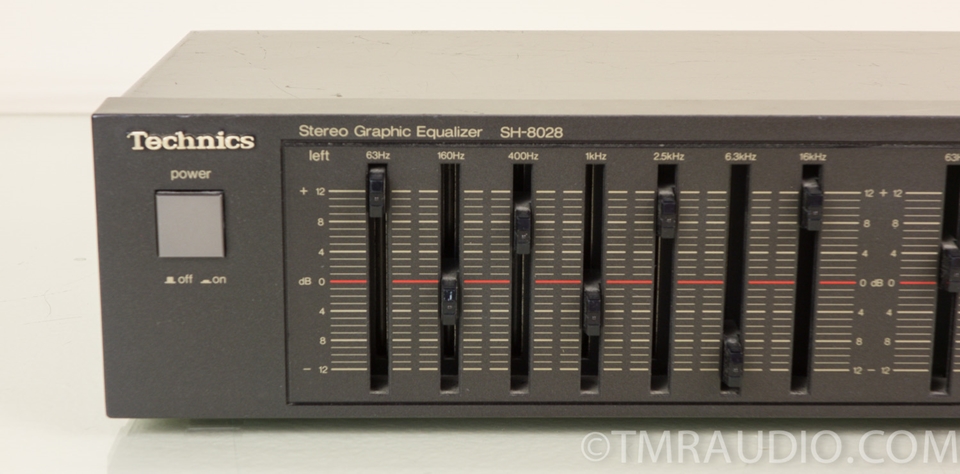 Technics
Stereo Graphic Equalizer SH-8028
power
off on
left 63Hz 160Hz 400Hz 1kHz 2.5kHz 6.3kHz 16kHz
+ 12 12 + 12
8 8 8
4 4 4
dB 0 0 dB 0
4 4 4
8 8 8
- 12 12 - 12
©TMRAUDIO.COM